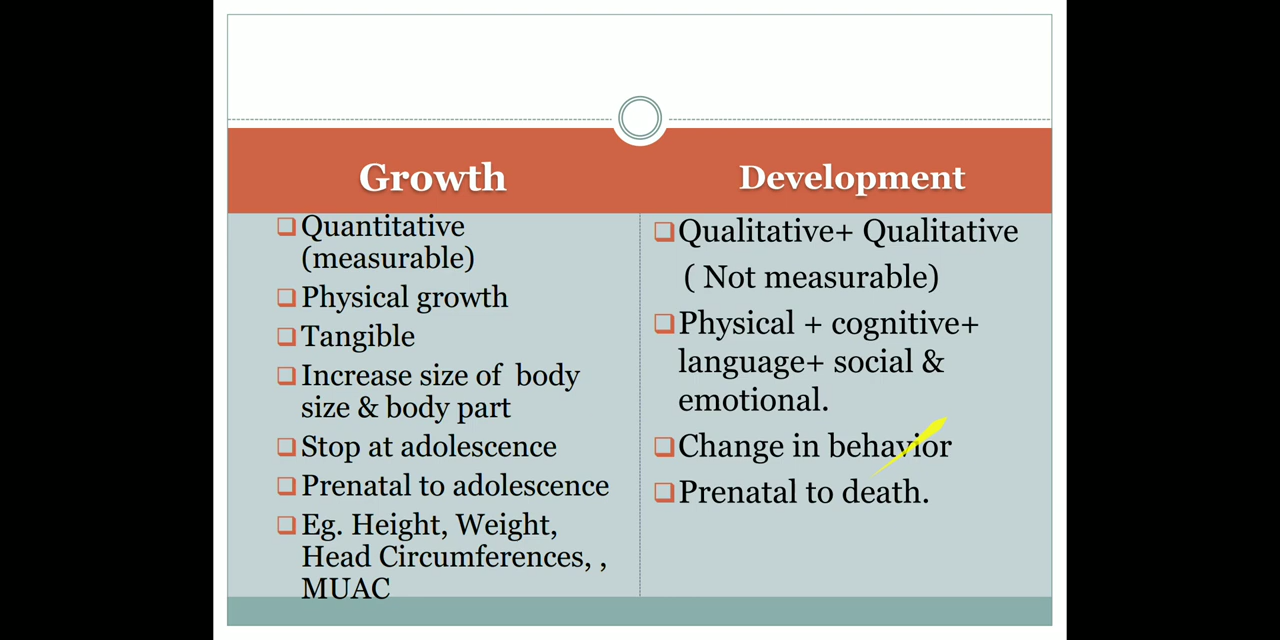 Growth
Quantitative
(measurable)
Physical growth
Tangible
Increase size of body
size & body part
Stop at adolescence
Prenatal to adolescence
Eg. Height, Weight,
Head Circumferences, ,
MUAC
Development
Qualitative+ Qualitative
( Not measurable)
Physical + cognitive+
language+ social &
emotional.
Change in behavior
Prenatal to death.